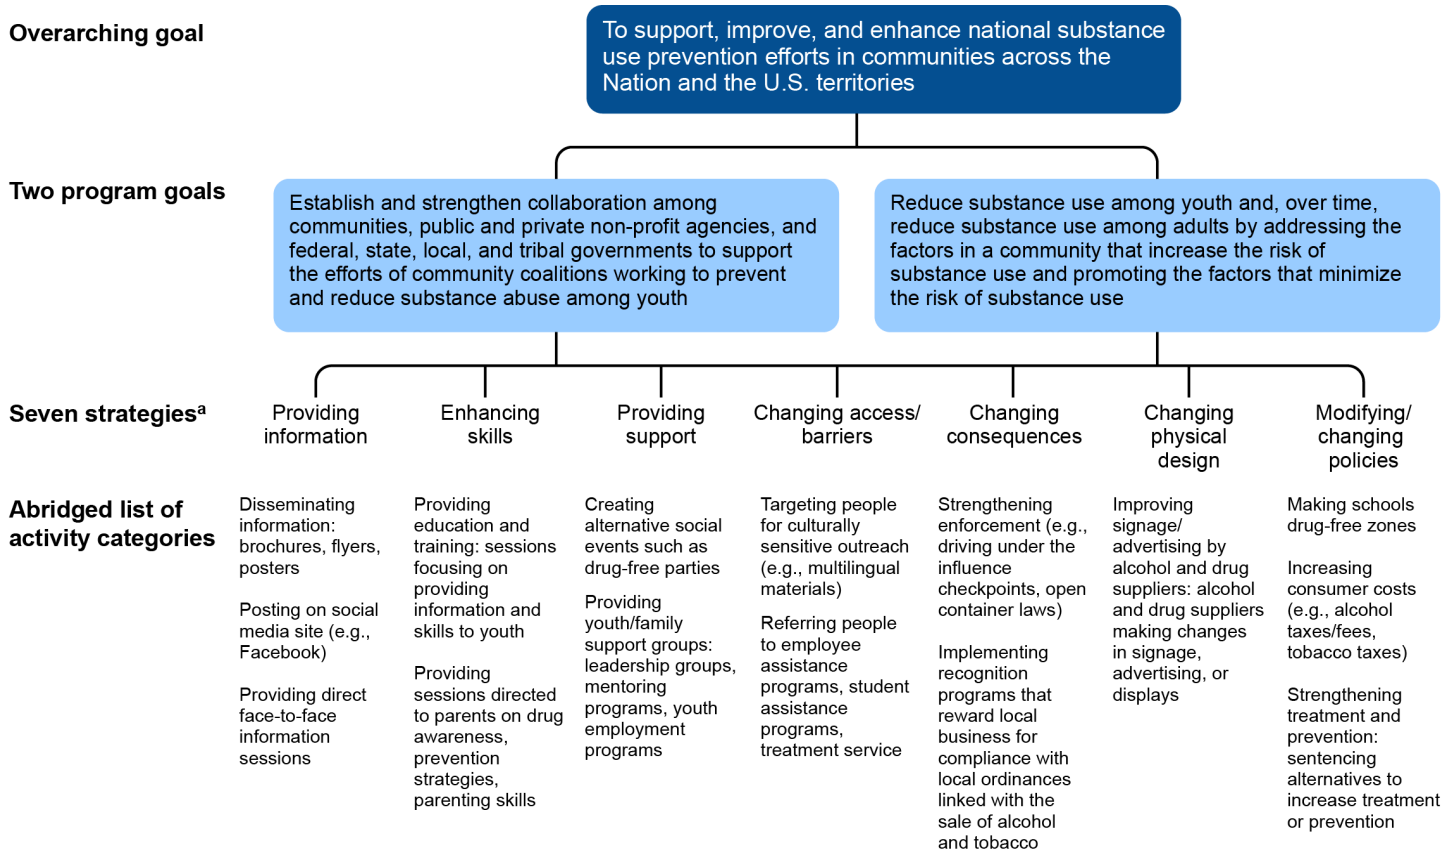 Overarching goal
To support, improve, and enhance national substance
use prevention efforts in communities across the
Nation and the U.S. territories
Two program goals
Establish and strengthen collaboration among
communities, public and private non-profit agencies, and
federal, state, local, and tribal governments to support
the efforts of community coalitions working to prevent
and reduce substance abuse among youth
Reduce substance use among youth and, over time,
reduce substance use among adults by addressing the
factors in a community that increase the risk of
substance use and promoting the factors that minimize
the risk of substance use
Seven strategiesª
Providing
information
Enhancing
skills
Providing
support
Changing access/
barriers
Changing
consequences
Changing
physical
design
Modifying/
changing
policies
Abridged list of
activity categories
Disseminating
information:
brochures, flyers,
posters
Posting on social
media site (e.g.,
Facebook)
Providing direct
face-to-face
information
sessions
Providing
education and
training: sessions
focusing on
providing
information and
skills to youth
Providing
sessions directed
to parents on drug
awareness,
prevention
strategies,
parenting skills
Creating
alternative social
events such as
drug-free parties
Providing
youth/family
support groups:
leadership groups,
mentoring
programs, youth
employment
programs
Targeting people
for culturally
sensitive outreach
(e.g., multilingual
materials)
Referring people
to employee
assistance
programs, student
assistance
programs,
treatment service
Strengthening
enforcement (e.g.,
driving under the
influence
checkpoints, open
container laws)
Implementing
recognition
programs that
reward local
business for
compliance with
local ordinances
linked with the
sale of alcohol
and tobacco
Improving
signage/
advertising by
alcohol and drug
suppliers: alcohol
and drug suppliers
making changes
in signage,
advertising, or
displays
Making schools
drug-free zones
Increasing
consumer costs
(e.g., alcohol
taxes/fees,
tobacco taxes)
Strengthening
treatment and
prevention:
sentencing
alternatives to
increase treatment
or prevention